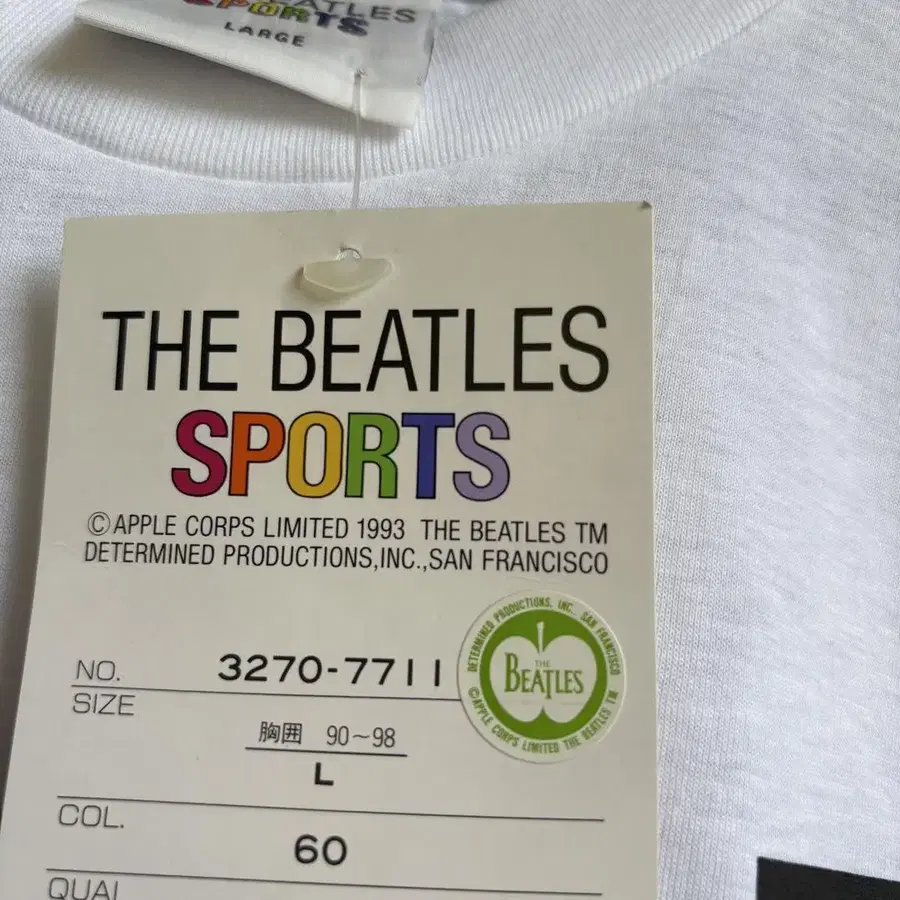 SPORTS
LARGE
THE BEATLES
SPORTS
©APPLE CORPS LIMITED 1993 THE BEATLES TM
DETERMINED PRODUCTIONS,INC.,SAN FRANCISCO
NO. 3270-7711
SIZE
胸囲 90~98
L
COL.
60
DETERMINED PRODUCTIONS, INC., SAN FRANCISCO
THE
BEATLES
©APPLE CORPS LIMITED THE BEATLES TM